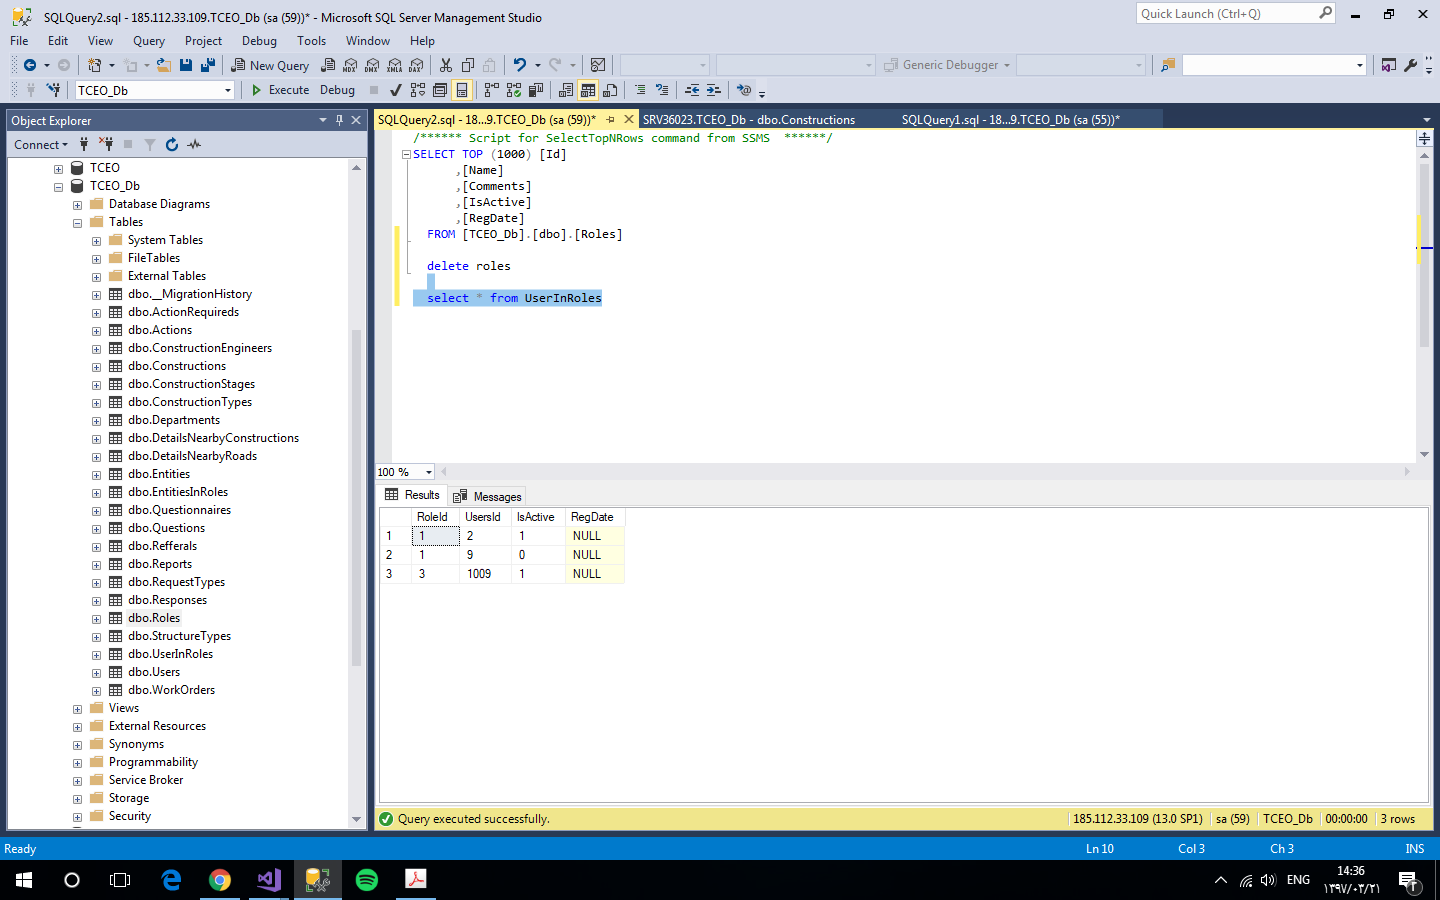 SQLQuery2.sql - 185.112.33.109.TCEO_Db (sa (59))* - Microsoft SQL Server Management Studio
Quick Launch (Ctrl+Q)
File Edit View Query Project Debug Tools Window Help
New Query MDX DMX XMLA DAX Generic Debugger
TCEO_Db Execute Debug
Object Explorer
Connect
TCEO
TCEO_Db
Database Diagrams
Tables
System Tables
FileTables
External Tables
dbo.__MigrationHistory
dbo.ActionRequireds
dbo.Actions
dbo.ConstructionEngineers
dbo.Constructions
dbo.ConstructionStages
dbo.ConstructionTypes
dbo.Departments
dbo.DetailsNearbyConstructions
dbo.DetailsNearbyRoads
dbo.Entities
dbo.EntitiesInRoles
dbo.Questionnaires
dbo.Questions
dbo.Refferals
dbo.Reports
dbo.RequestTypes
dbo.Responses
dbo.Roles
dbo.StructureTypes
dbo.UserInRoles
dbo.Users
dbo.WorkOrders
Views
External Resources
Synonyms
Programmability
Service Broker
Storage
Security
SQLQuery2.sql - 18...9.TCEO_Db (sa (59))* SRV36023.TCEO_Db - dbo.Constructions SQLQuery1.sql - 18...9.TCEO_Db (sa (55))*
/****** Script for SelectTopNRows command from SSMS ******/
SELECT TOP (1000) [Id]
,[Name]
,[Comments]
,[IsActive]
,[RegDate]
FROM [TCEO_Db].[dbo].[Roles]
delete roles
select * from UserInRoles
100 %
Results Messages
RoleId UsersId IsActive RegDate
1 1 2 1 NULL
2 1 9 0 NULL
3 3 1009 1 NULL
Query executed successfully. 185.112.33.109 (13.0 SP1) sa (59) TCEO_Db 00:00:00 3 rows
Ready Ln 10 Col 3 Ch 3 INS
ENG 14:36
۱۳۹۷/۰۳/۲۱